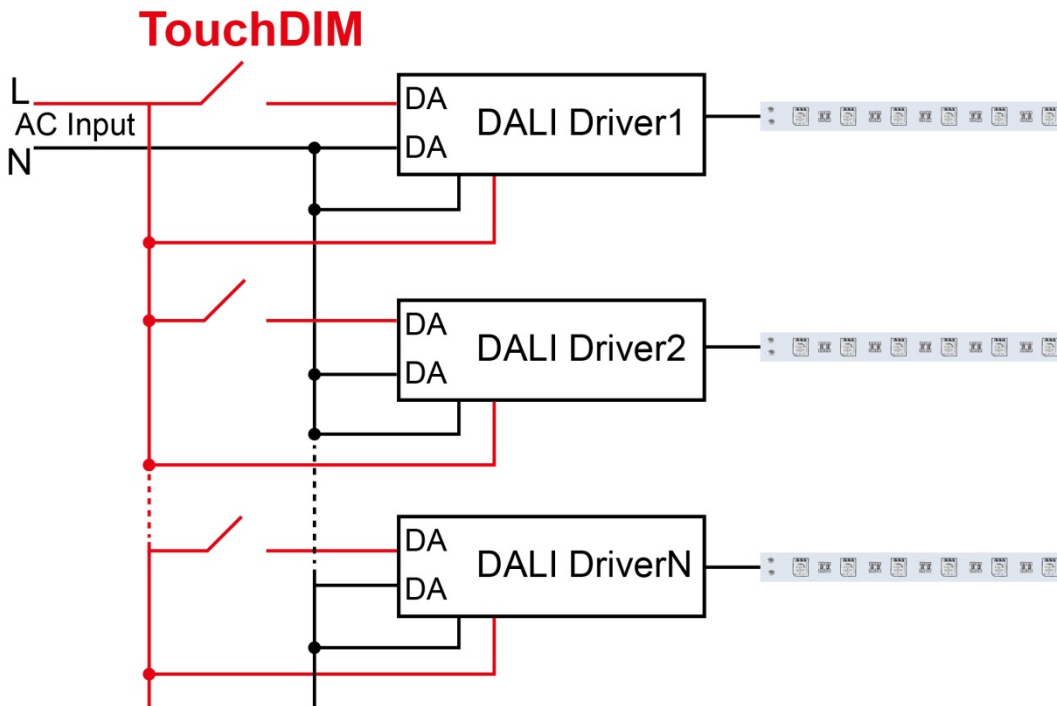 TouchDIM
L
AC Input
N
DA
DA
DALI Driver1
DA
DA
DALI Driver2
DA
DA
DALI DriverN